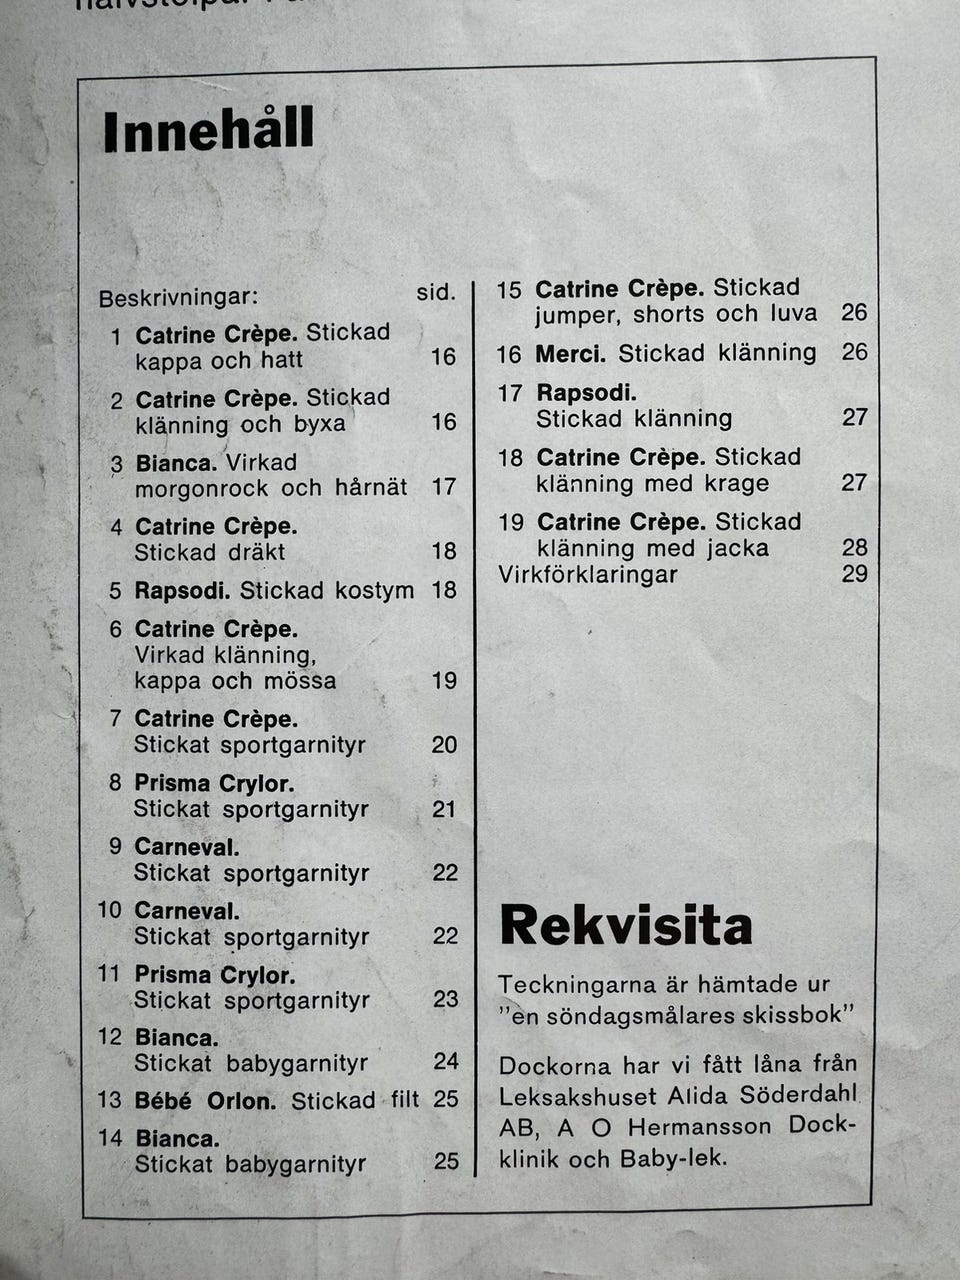 Innehåll
Beskrivningar: sid.
1 Catrine Crèpe. Stickad
kappa och hatt 16
2 Catrine Crèpe. Stickad
klänning och byxa 16
3 Bianca. Virkad
morgonrock och hårnät 17
4 Catrine Crèpe.
Stickad dräkt 18
5 Rapsodi. Stickad kostym 18
6 Catrine Crèpe.
Virkad klänning,
kappa och mössa 19
7 Catrine Crèpe.
Stickat sportgarnityr 20
8 Prisma Crylor.
Stickat sportgarnityr 21
9 Carneval.
Stickat sportgarnityr 22
10 Carneval.
Stickat sportgarnityr 22
11 Prisma Crylor.
Stickat sportgarnityr 23
12 Bianca.
Stickat babygarnityr 24
13 Bébé Orlon. Stickad filt 25
14 Bianca.
Stickat babygarnityr 25
15 Catrine Crèpe. Stickad
jumper, shorts och luva 26
16 Merci. Stickad klänning 26
17 Rapsodi.
Stickad klänning 27
18 Catrine Crèpe. Stickad
klänning med krage 27
19 Catrine Crèpe. Stickad
klänning med jacka 28
Virkförklaringar 29
Rekvisita
Teckningarna är hämtade ur
"en söndagsmålares skissbok"
Dockorna har vi fått låna från
Leksakshuset Alida Söderdahl
AB, A O Hermansson Dock-
klinik och Baby-lek.